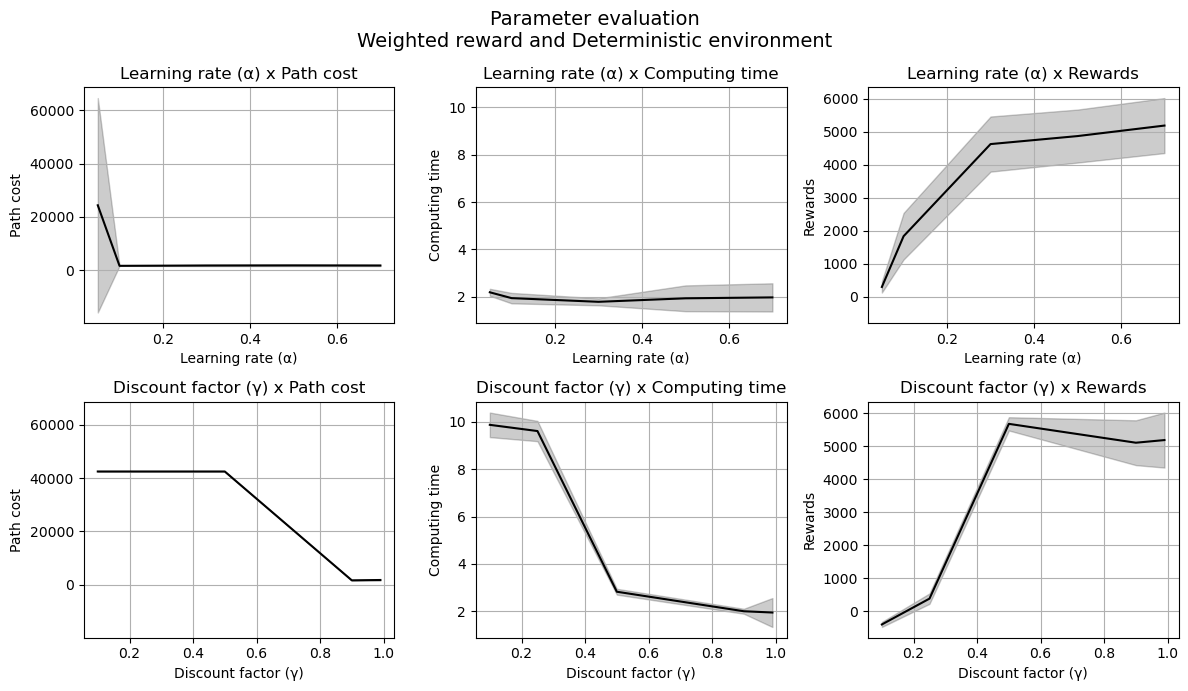 Parameter evaluation
Weighted reward and Deterministic environment
Learning rate (α) x Path cost
Path cost
60000
40000
20000
0
0.2 0.4 0.6
Learning rate (α)
Learning rate (α) x Computing time
Computing time
10
8
6
4
2
0.2 0.4 0.6
Learning rate (α)
Learning rate (α) x Rewards
Rewards
6000
5000
4000
3000
2000
1000
0
0.2 0.4 0.6
Learning rate (α)
Discount factor (γ) x Path cost
Path cost
60000
40000
20000
0
0.2 0.4 0.6 0.8 1.0
Discount factor (γ)
Discount factor (γ) x Computing time
Computing time
10
8
6
4
2
0.2 0.4 0.6 0.8 1.0
Discount factor (γ)
Discount factor (γ) x Rewards
Rewards
6000
5000
4000
3000
2000
1000
0
0.2 0.4 0.6 0.8 1.0
Discount factor (γ)